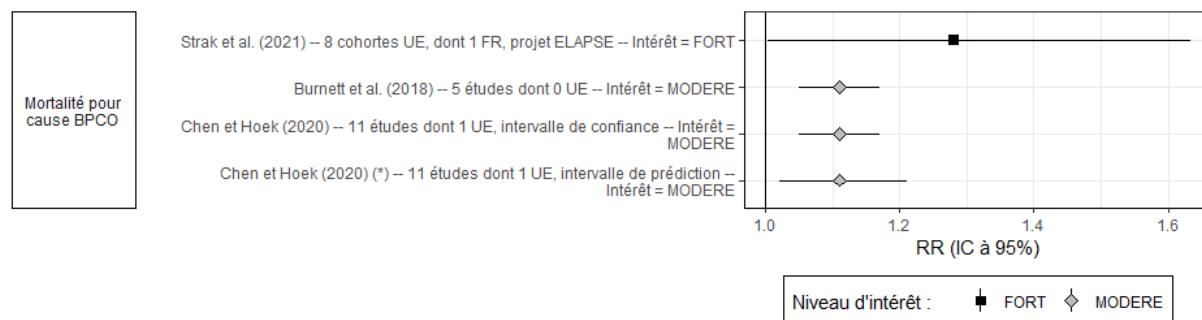 Mortalité pour
cause BPCO
Strak et al. (2021) -- 8 cohortes UE, dont 1 FR, projet ELAPSE -- Intérêt = FORT
Burnett et al. (2018) -- 5 études dont 0 UE -- Intérêt = MODERE
Chen et Hoek (2020) -- 11 études dont 1 UE, intervalle de confiance -- Intérêt =
MODERE
Chen et Hoek (2020) (*) -- 11 études dont 1 UE, intervalle de prédiction --
Intérêt = MODERE
1.0 1.2 1.4 1.6
RR (IC à 95%)
Niveau d'intérêt : FORT MODERE